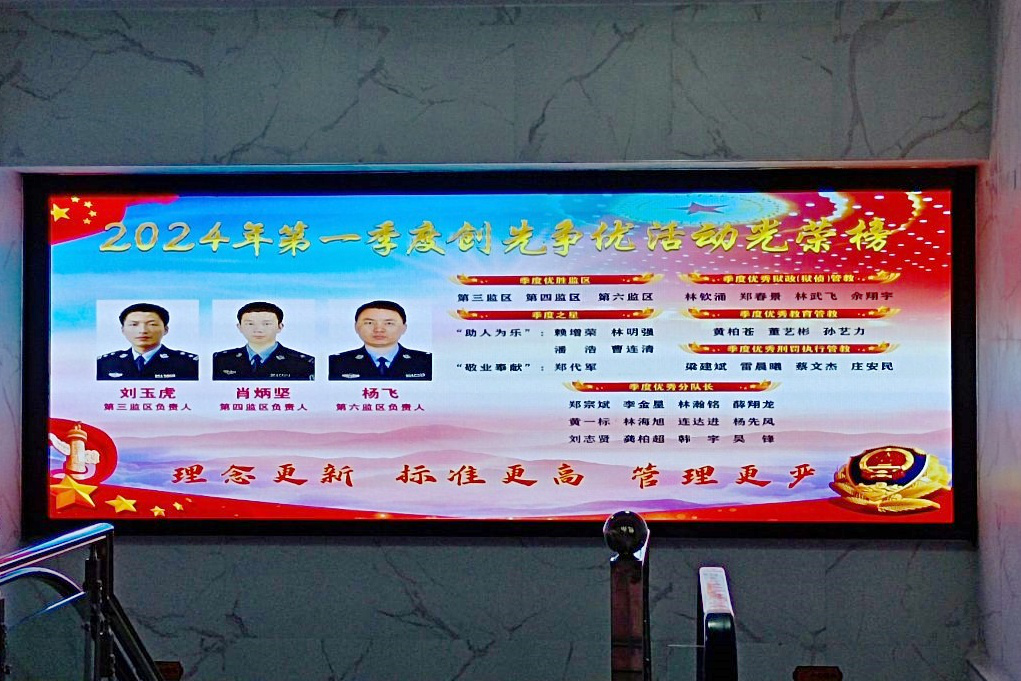 2024年第一季度创先争优活动光荣榜
刘玉虎
第三监区负责人
肖炳坚
第四监区负责人
杨飞
第六监区负责人
季度优胜监区
第三监区 第四监区 第六监区
季度之星
“助人为乐”：赖增荣 林明强
潘 浩 曹连清
“敬业奉献”：郑代军
季度优秀狱政(狱侦)管教
林钦涌 郑春景 林武飞 余翔宇
季度优秀教育管教
黄柏苍 董艺彬 孙艺力
季度优秀刑罚执行管教
梁建斌 雷晨曦 蔡文杰 庄安民
季度优秀分队长
郑宗斌 李金星 林瀚铭 薛翔龙
黄一标 林海旭 连达进 杨先风
刘志贤 龚柏超 韩 宇 吴 锋
理念更新 标准更高 管理更严